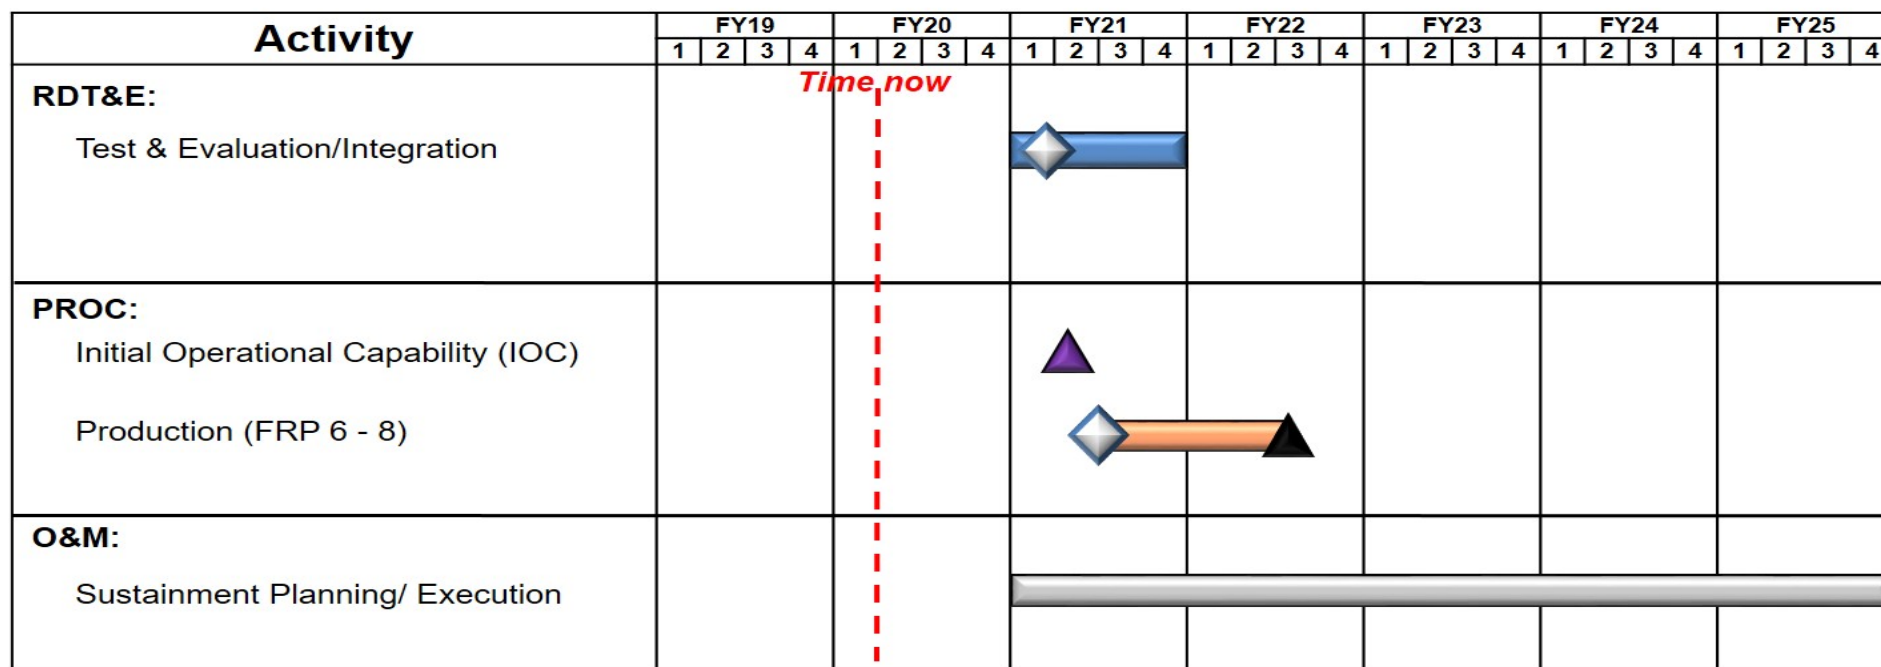 Activity
FY19 FY20 FY21 FY22 FY23 FY24 FY25
1 2 3 4 1 2 3 4 1 2 3 4 1 2 3 4 1 2 3 4 1 2 3 4 1 2 3 4
Time now
RDT&E:
Test & Evaluation/Integration
PROC:
Initial Operational Capability (IOC)
Production (FRP 6 - 8)
O&M:
Sustainment Planning/ Execution